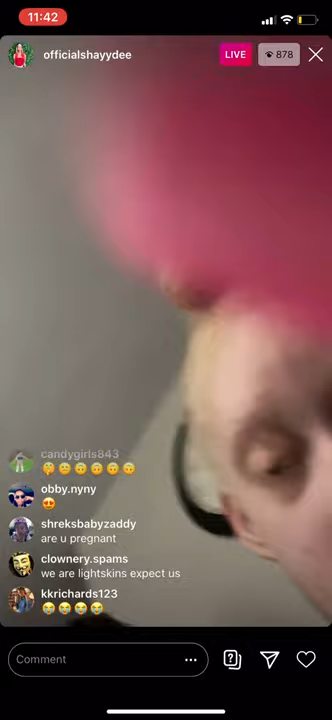 11:42
officialshayydee
LIVE
878
candygirls843
obby.nyny
shreksbabyzaddy
are u pregnant
clownery.spams
we are lightskins expect us
kkrichards123
Comment